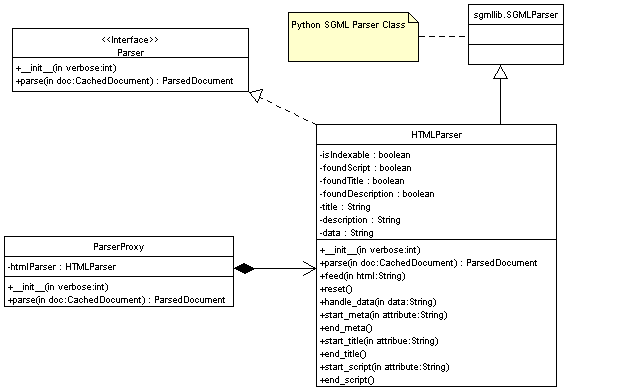 sgmllib.SGMLParser
Python SGML Parser Class
<<Interface>>
Parser
+__init__(in verbose:int)
+parse(in doc:CachedDocument) : ParsedDocument
HTMLParser
-isIndexable : boolean
-foundScript : boolean
-foundTitle : boolean
-foundDescription : boolean
-title : String
-description : String
-data : String
+__init__(in verbose:int)
+parse(in doc:CachedDocument) : ParsedDocument
+feed(in html:String)
+reset()
+handle_data(in data:String)
+start_meta(in attribute:String)
+end_meta()
+start_title(in attribue:String)
+end_title()
+start_script(in attribute:String)
+end_script()
ParserProxy
-htmlParser : HTMLParser
+__init__(in verbose:int)
+parse(in doc:CachedDocument) : ParsedDocument